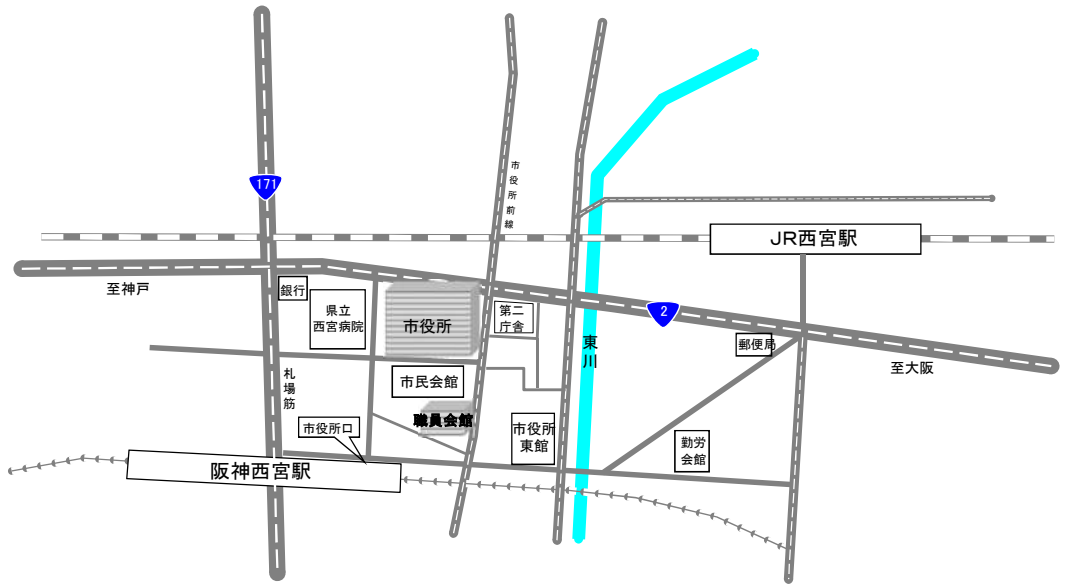 171
市役所前線
JR西宮駅
至神戸
銀行
県立
西宮病院
市役所
第二
庁舎
2
東川
郵便局
至大阪
札場筋
市民会館
職員会館
市役所口
市役所
東館
勤労
会館
阪神西宮駅